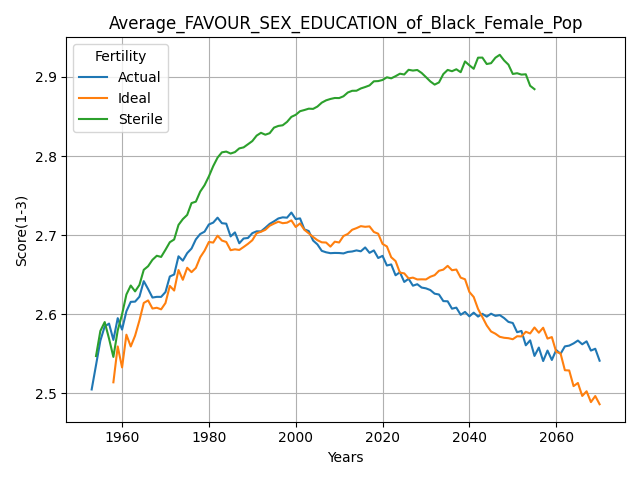 Average_FAVOUR_SEX_EDUCATION_of_Black_Female_Pop
Fertility
Actual
Ideal
Sterile
2.9
2.8
2.7
2.6
2.5
Score(1-3)
1960 1980 2000 2020 2040 2060
Years